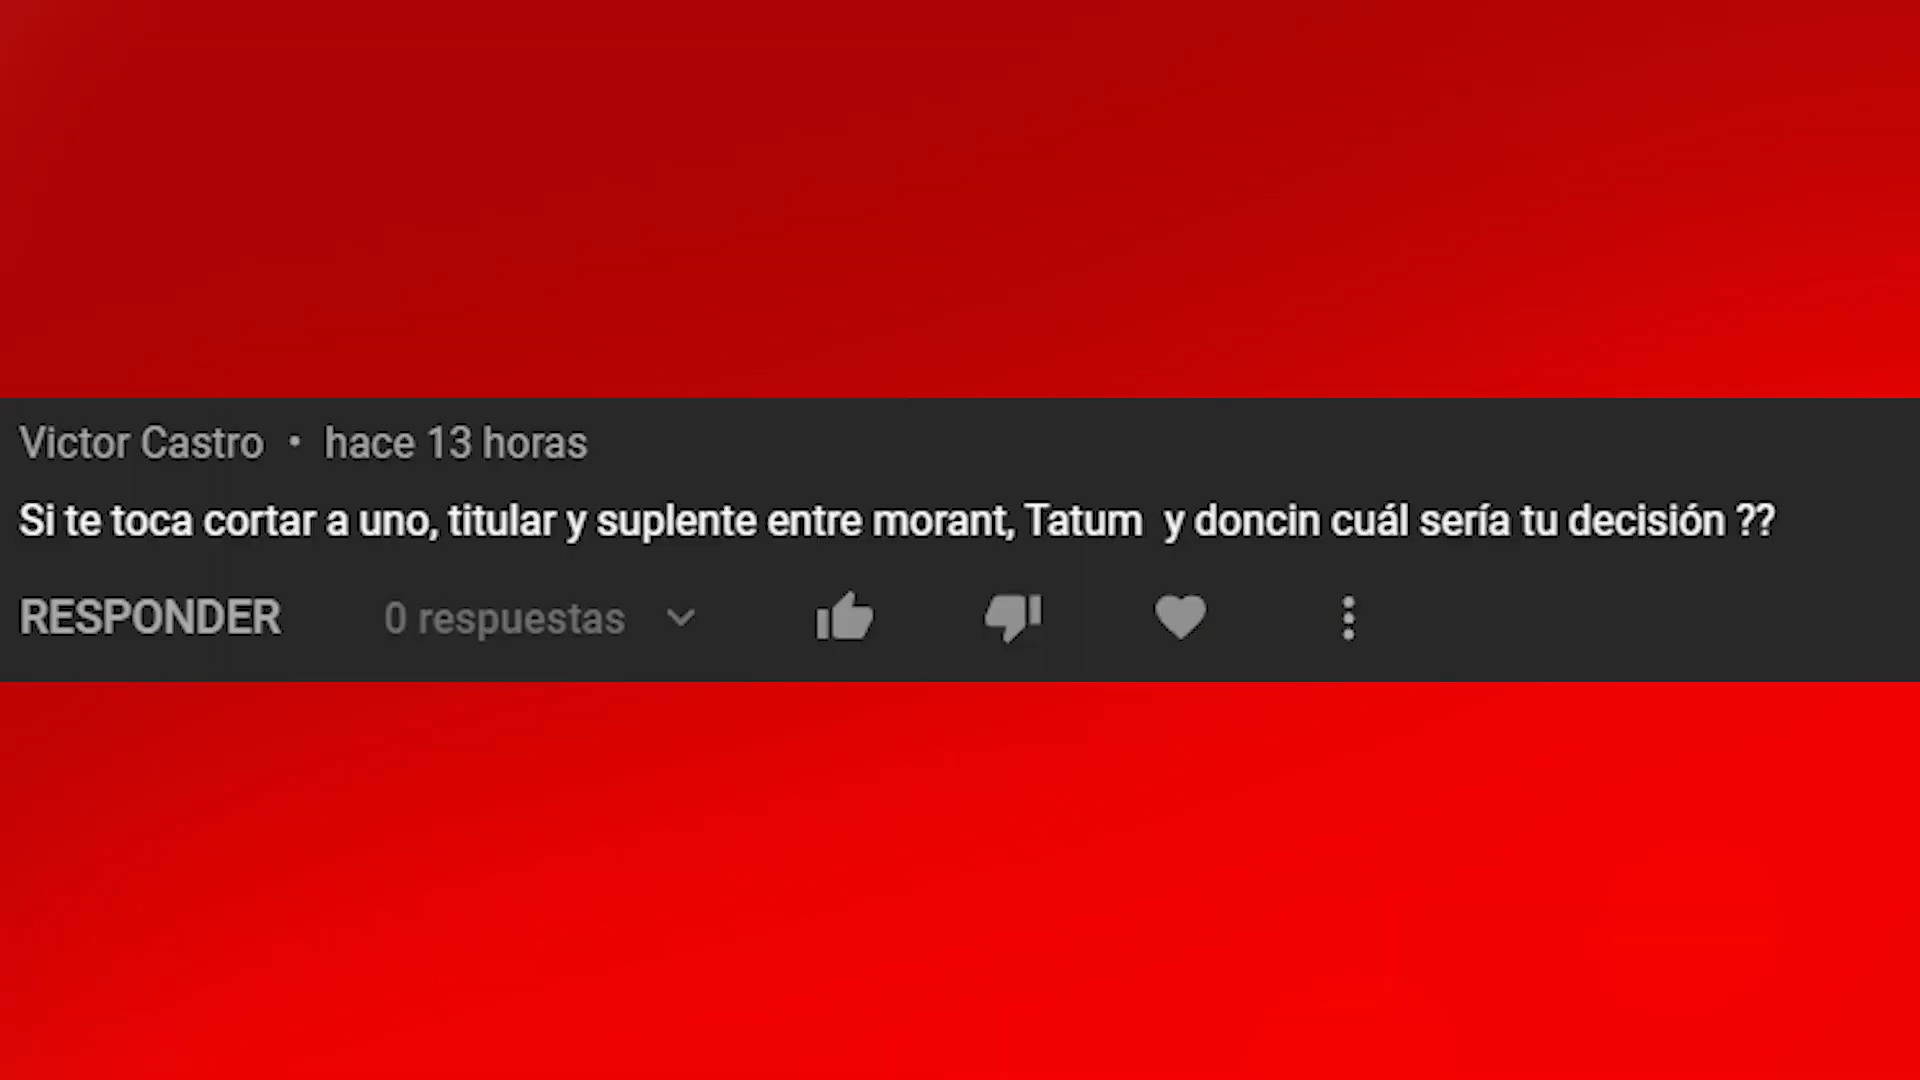 Victor Castro • hace 13 horas
Si te toca cortar a uno, titular y suplente entre morant, Tatum  y doncin cuál sería tu decisión ??
RESPONDER 0 respuestas